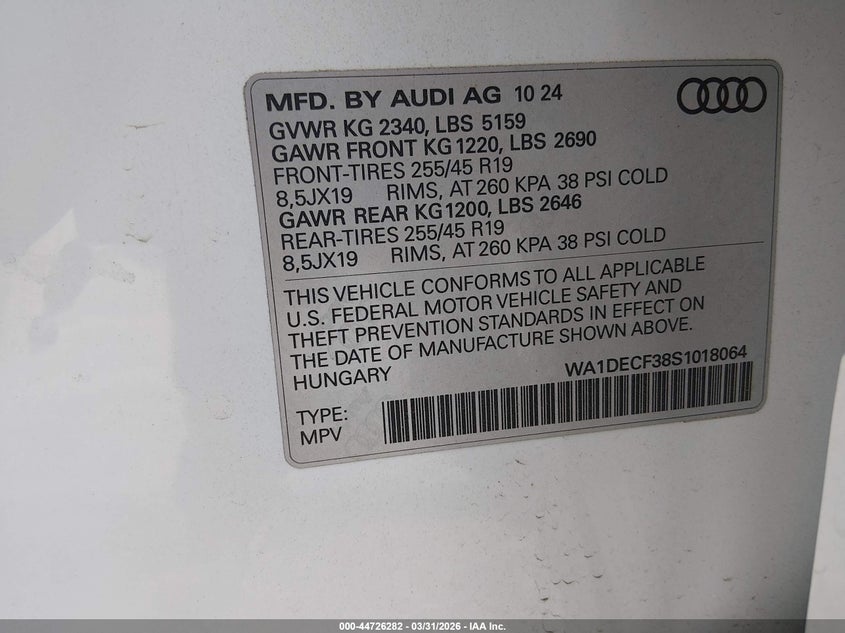 MFD. BY AUDI AG 10 24
GVWR KG 2340, LBS 5159
GAWR FRONT KG 1220, LBS 2690
FRONT-TIRES 255/45 R19
8,5JX19 RIMS, AT 260 KPA 38 PSI COLD
GAWR REAR KG 1200, LBS 2646
REAR-TIRES 255/45 R19
8,5JX19 RIMS, AT 260 KPA 38 PSI COLD
THIS VEHICLE CONFORMS TO ALL APPLICABLE
U.S. FEDERAL MOTOR VEHICLE SAFETY AND
THEFT PREVENTION STANDARDS IN EFFECT ON
THE DATE OF MANUFACTURE SHOWN ABOVE.
HUNGARY
WA1DECF38S1018064
TYPE:
MPV
000-44726282 - 03/31/2026 - IAA Inc.